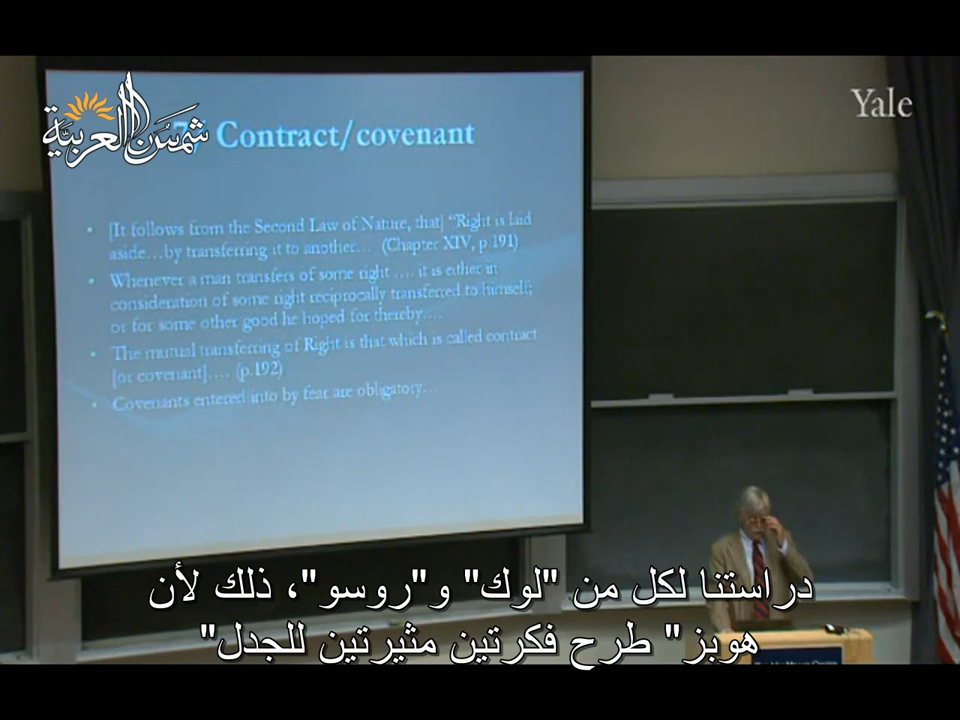 شمس العربية
Yale
Contract/covenant
• [It follows from the Second Law of Nature, that] “Right is laid
aside…by transferring it to another… (Chapter XIV, p.191)
• Whenever a man transfers of some right …. it is either in
consideration of some right reciprocally transferred to himself;
or for some other good he hoped for thereby….
• The mutual transferring of Right is that which is called contract
[or covenant]…. (p.192)
• Covenants entered into by fear are obligatory..
دراستنا لكل من "لوك" و"روسو"، ذلك لأن
هوبز" طرح فكرتين مثيرتين للجدل"